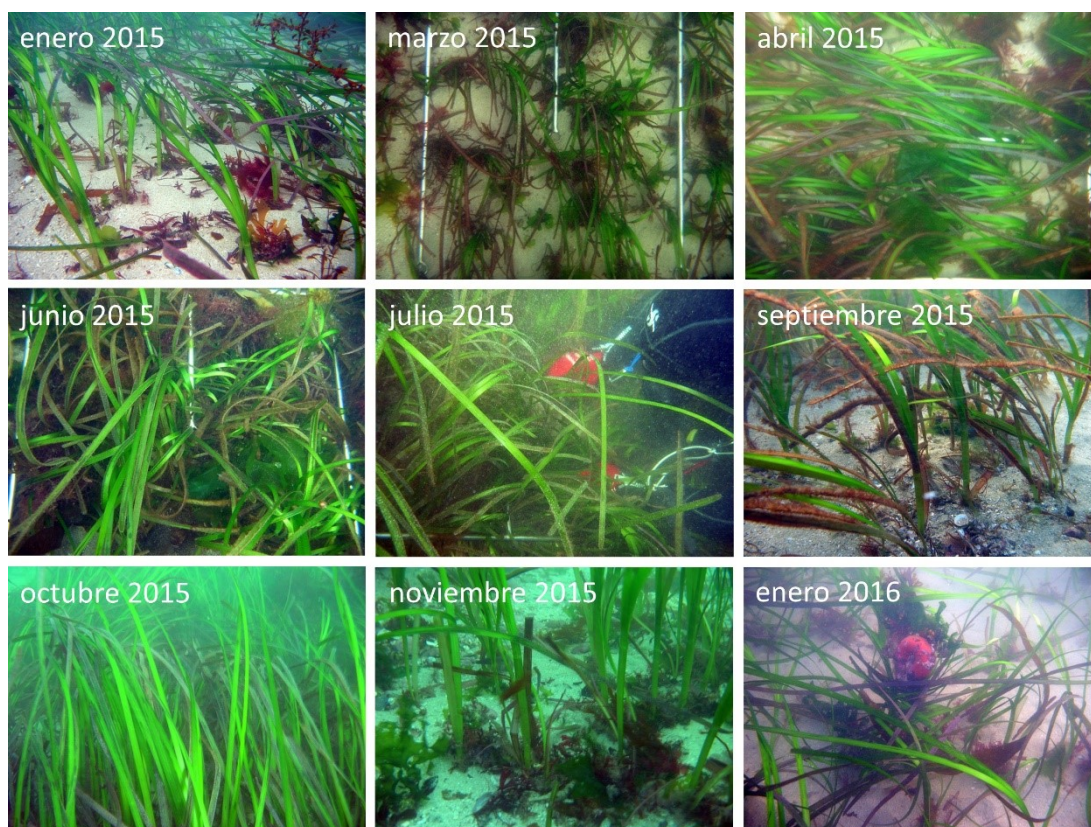 enero 2015
marzo 2015
abril 2015
junio 2015
julio 2015
septiembre 2015
octubre 2015
noviembre 2015
enero 2016